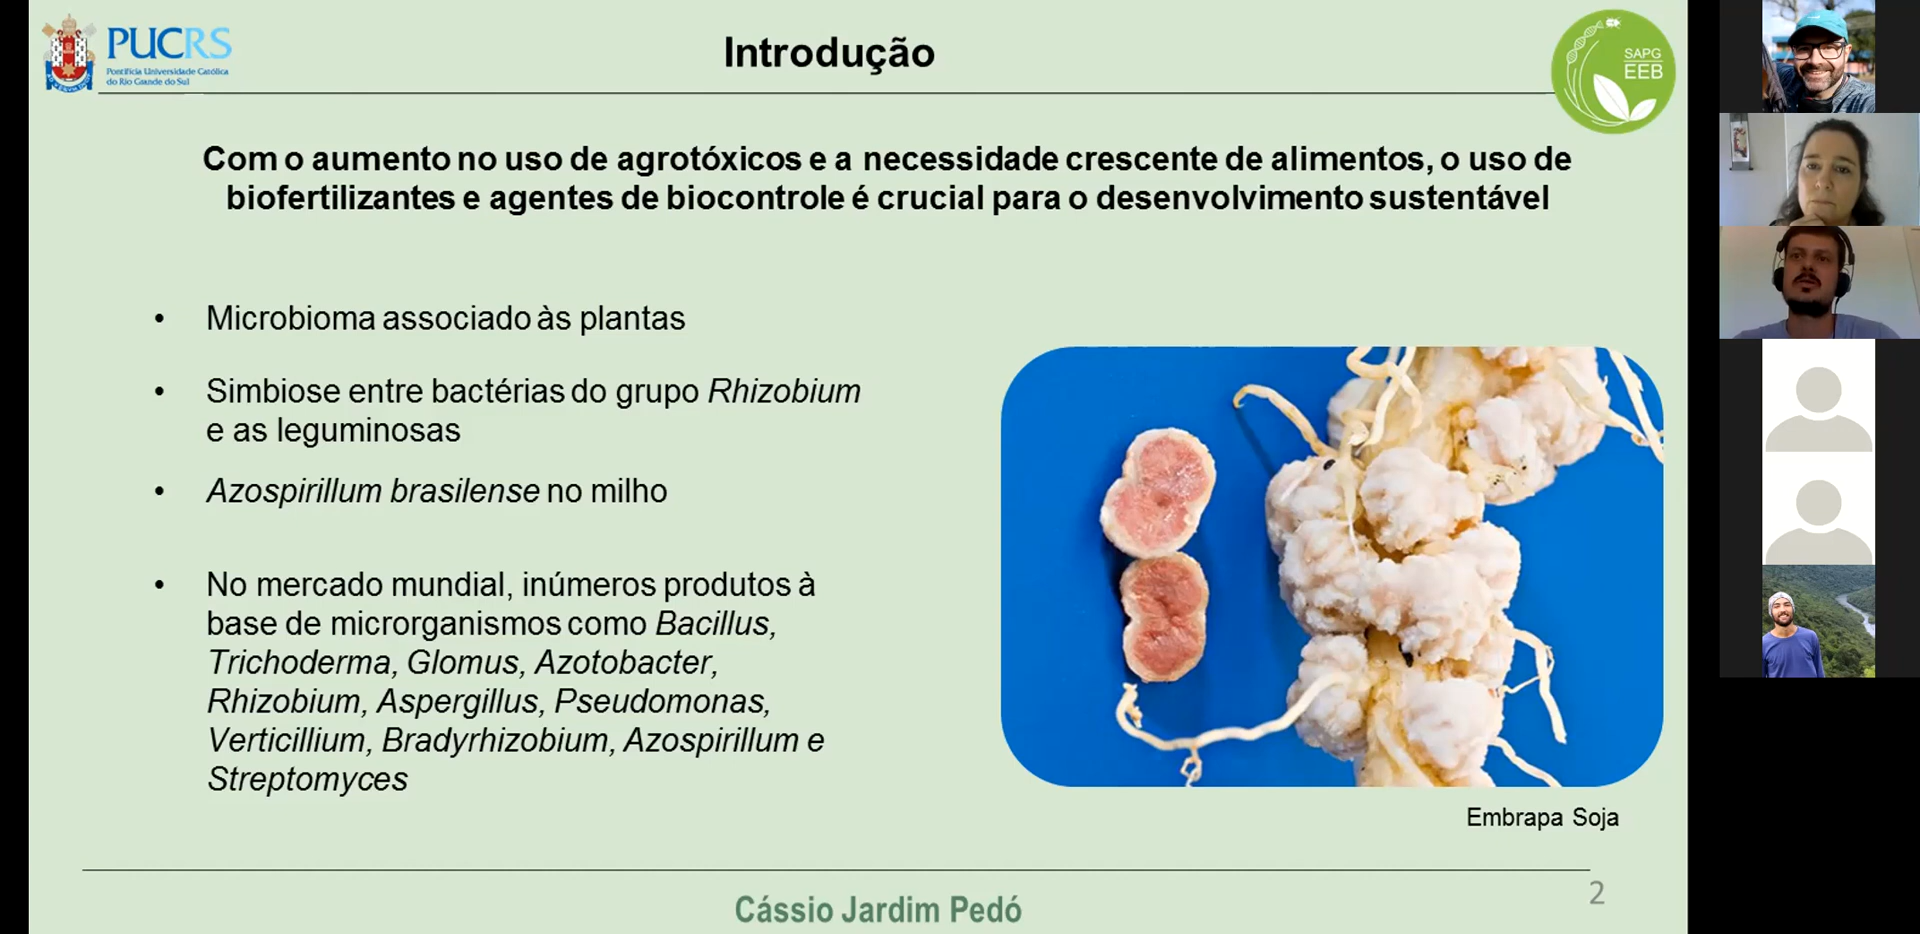 PUCRS
Pontifícia Universidade Católica
do Rio Grande do Sul
Introdução
SAPG
EEB
Com o aumento no uso de agrotóxicos e a necessidade crescente de alimentos, o uso de
biofertilizantes e agentes de biocontrole é crucial para o desenvolvimento sustentável
• Microbioma associado às plantas
• Simbiose entre bactérias do grupo Rhizobium
e as leguminosas
• Azospirillum brasilense no milho
• No mercado mundial, inúmeros produtos à
base de microrganismos como Bacillus,
Trichoderma, Glomus, Azotobacter,
Rhizobium, Aspergillus, Pseudomonas,
Verticillium, Bradyrhizobium, Azospirillum e
Streptomyces
Embrapa Soja
Cássio Jardim Pedó
2